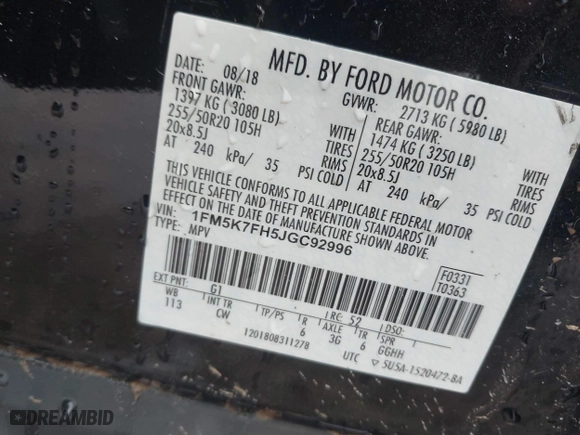 MFD. BY FORD MOTOR CO.
DATE: 08/18 GVWR: 2713 KG ( 5980 LB)
FRONT GAWR: REAR GAWR:
1397 KG ( 3080 LB) WITH 1474 KG ( 3250 LB) WITH
255/50R20 105H TIRES 255/50R20 105H TIRES
20x8.5J RIMS 20x8.5J RIMS
AT 240 kPa/ 35 PSI COLD AT 240 kPa/ 35 PSI COLD
THIS VEHICLE CONFORMS TO ALL APPLICABLE FEDERAL MOTOR
VEHICLE SAFETY AND THEFT PREVENTION STANDARDS IN EFFECT
ON THE DATE OF MANUFACTURE SHOWN ABOVE.
VIN: 1FM5K7FH5JGC92996
TYPE: MPV
F0331
T0363
EXT PNT: G1 RC: 52 DSO:
WB INT TR TP/PS R AXLE TR SPR
113 CW 6 3G 6 GGHH
1201808311278 UTC 5USA-1520472-BA
DREAMBID